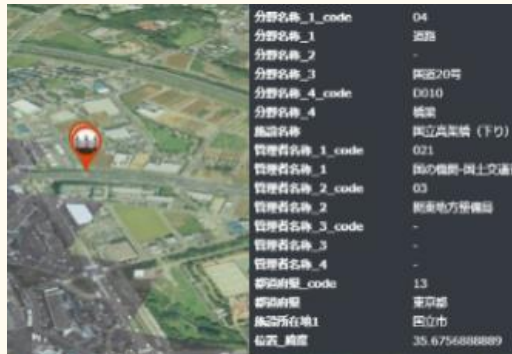 分野名称_1_code 04
分野名称_1 道路
分野名称_2 -
分野名称_3 国道20号
分野名称_4_code D010
分野名称_4 橋梁
施設名称 国立高架橋（下り）
管理者名称_1_code 021
管理者名称_1 国の機関-国土交通
管理者名称_2_code 03
管理者名称_2 関東地方整備局
管理者名称_3_code -
管理者名称_3 -
管理者名称_4 -
都道府県_code 13
都道府県 東京都
施設所在地1 国立市
位置_緯度 35.6756888889